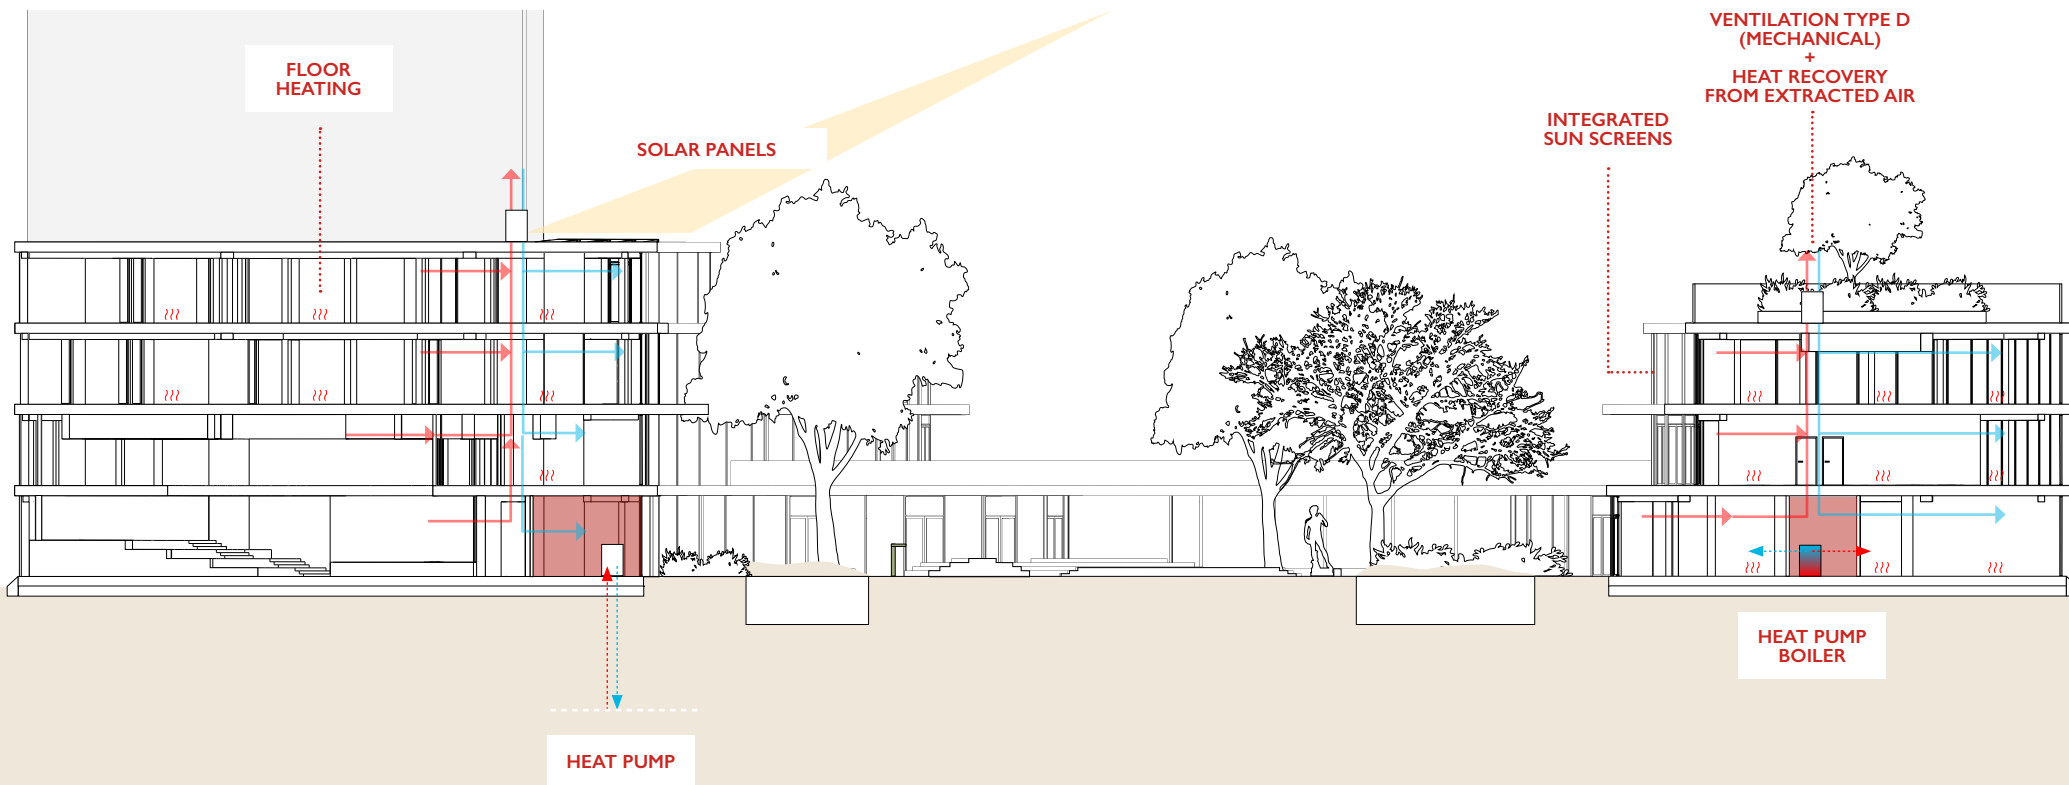 FLOOR
HEATING
SOLAR PANELS
VENTILATION TYPE D
(MECHANICAL)
+
HEAT RECOVERY
FROM EXTRACTED AIR
INTEGRATED
SUN SCREENS
HEAT PUMP
BOILER
HEAT PUMP